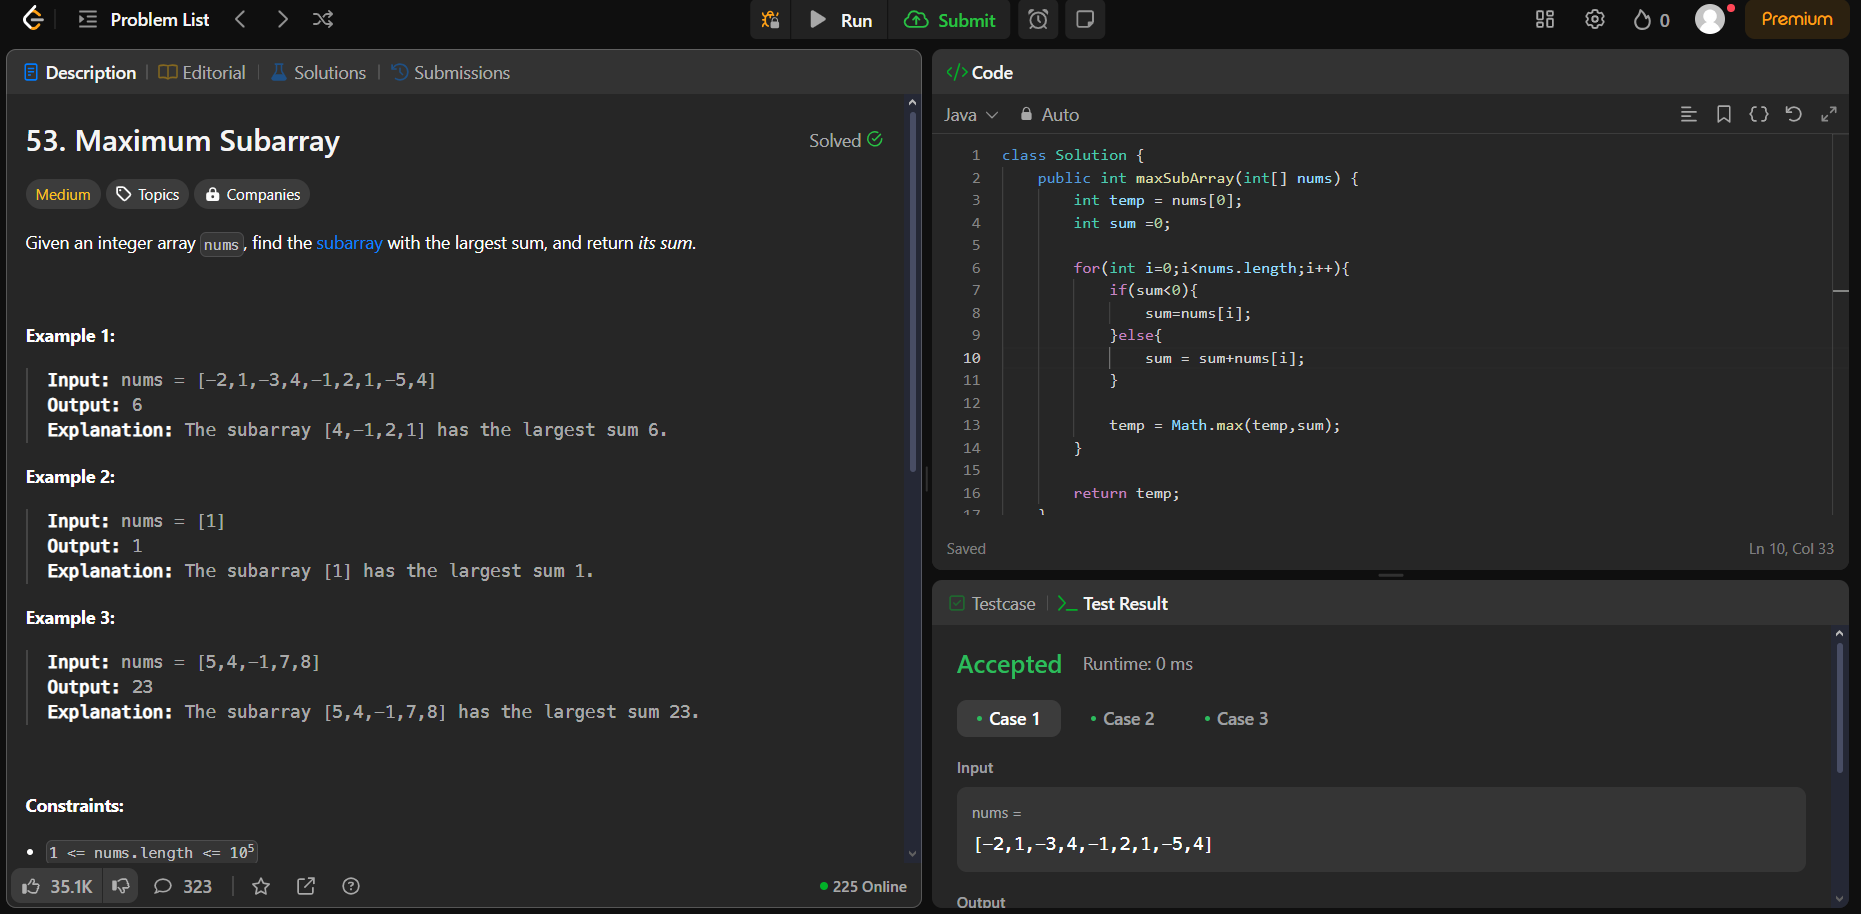 Problem List
Run
Submit
0
Premium
Description
Editorial
Solutions
Submissions
53. Maximum Subarray
Solved
Medium
Topics
Companies
Given an integer array nums, find the subarray with the largest sum, and return its sum.
Example 1:
Input: nums = [-2,1,-3,4,-1,2,1,-5,4]
Output: 6
Explanation: The subarray [4,-1,2,1] has the largest sum 6.
Example 2:
Input: nums = [1]
Output: 1
Explanation: The subarray [1] has the largest sum 1.
Example 3:
Input: nums = [5,4,-1,7,8]
Output: 23
Explanation: The subarray [5,4,-1,7,8] has the largest sum 23.
Constraints:
• 1 <= nums.length <= 10⁵
35.1K
323
225 Online
</> Code
Java
Auto
1 class Solution {
2     public int maxSubArray(int[] nums) {
3         int temp = nums[0];
4         int sum =0;
5
6         for(int i=0;i<nums.length;i++){
7             if(sum<0){
8                 sum=nums[i];
9             }else{
10                 sum = sum+nums[i];
11             }
12
13             temp = Math.max(temp,sum);
14         }
15
16         return temp;
17     }
Saved
Ln 10, Col 33
Testcase
Test Result
Accepted
Runtime: 0 ms
• Case 1
• Case 2
• Case 3
Input
nums =
[-2,1,-3,4,-1,2,1,-5,4]
Output